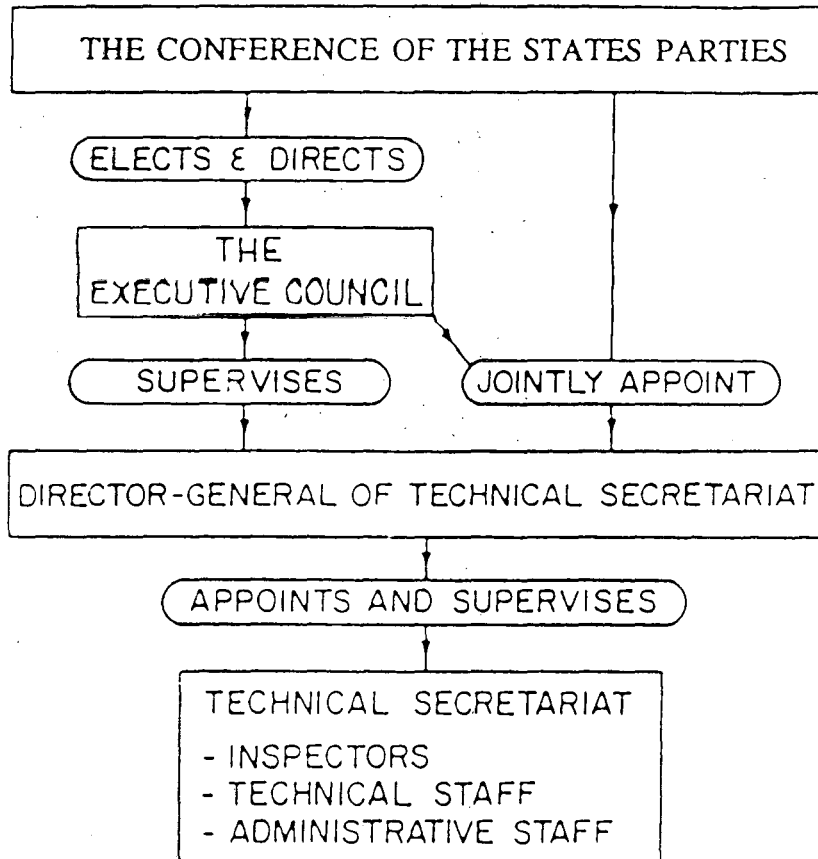 THE CONFERENCE OF THE STATES PARTIES
ELECTS & DIRECTS
THE
EXECUTIVE COUNCIL
SUPERVISES
JOINTLY APPOINT
DIRECTOR-GENERAL OF TECHNICAL SECRETARIAT
APPOINTS AND SUPERVISES
TECHNICAL SECRETARIAT
- INSPECTORS
- TECHNICAL STAFF
- ADMINISTRATIVE STAFF